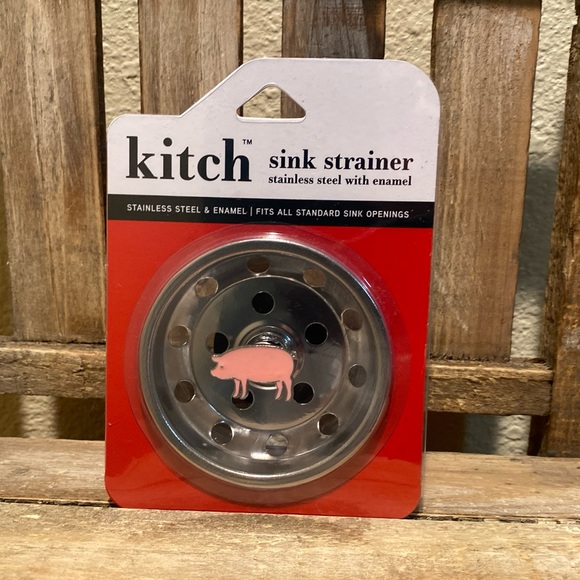 kitch™
sink strainer
stainless steel with enamel
STAINLESS STEEL & ENAMEL | FITS ALL STANDARD SINK OPENINGS